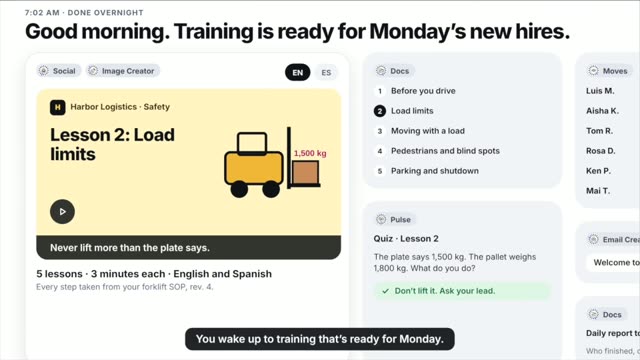 7:02 AM · DONE OVERNIGHT
Good morning. Training is ready for Monday’s new hires.
Social
Image Creator
EN
ES
H
Harbor Logistics · Safety
Lesson 2: Load
limits
1,500 kg
Never lift more than the plate says.
5 lessons · 3 minutes each · English and Spanish
Every step taken from your forklift SOP, rev. 4.
Docs
1 Before you drive
2 Load limits
3 Moving with a load
4 Pedestrians and blind spots
5 Parking and shutdown
Pulse
Quiz · Lesson 2
The plate says 1,500 kg. The pallet weighs
1,800 kg. What do you do?
Don’t lift it. Ask your lead.
Moves
Luis M.
Aisha K.
Tom R.
Rosa D.
Ken P.
Mai T.
Email
Welcome to
Docs
Daily report
Who finished,
You wake up to training that’s ready for Monday.